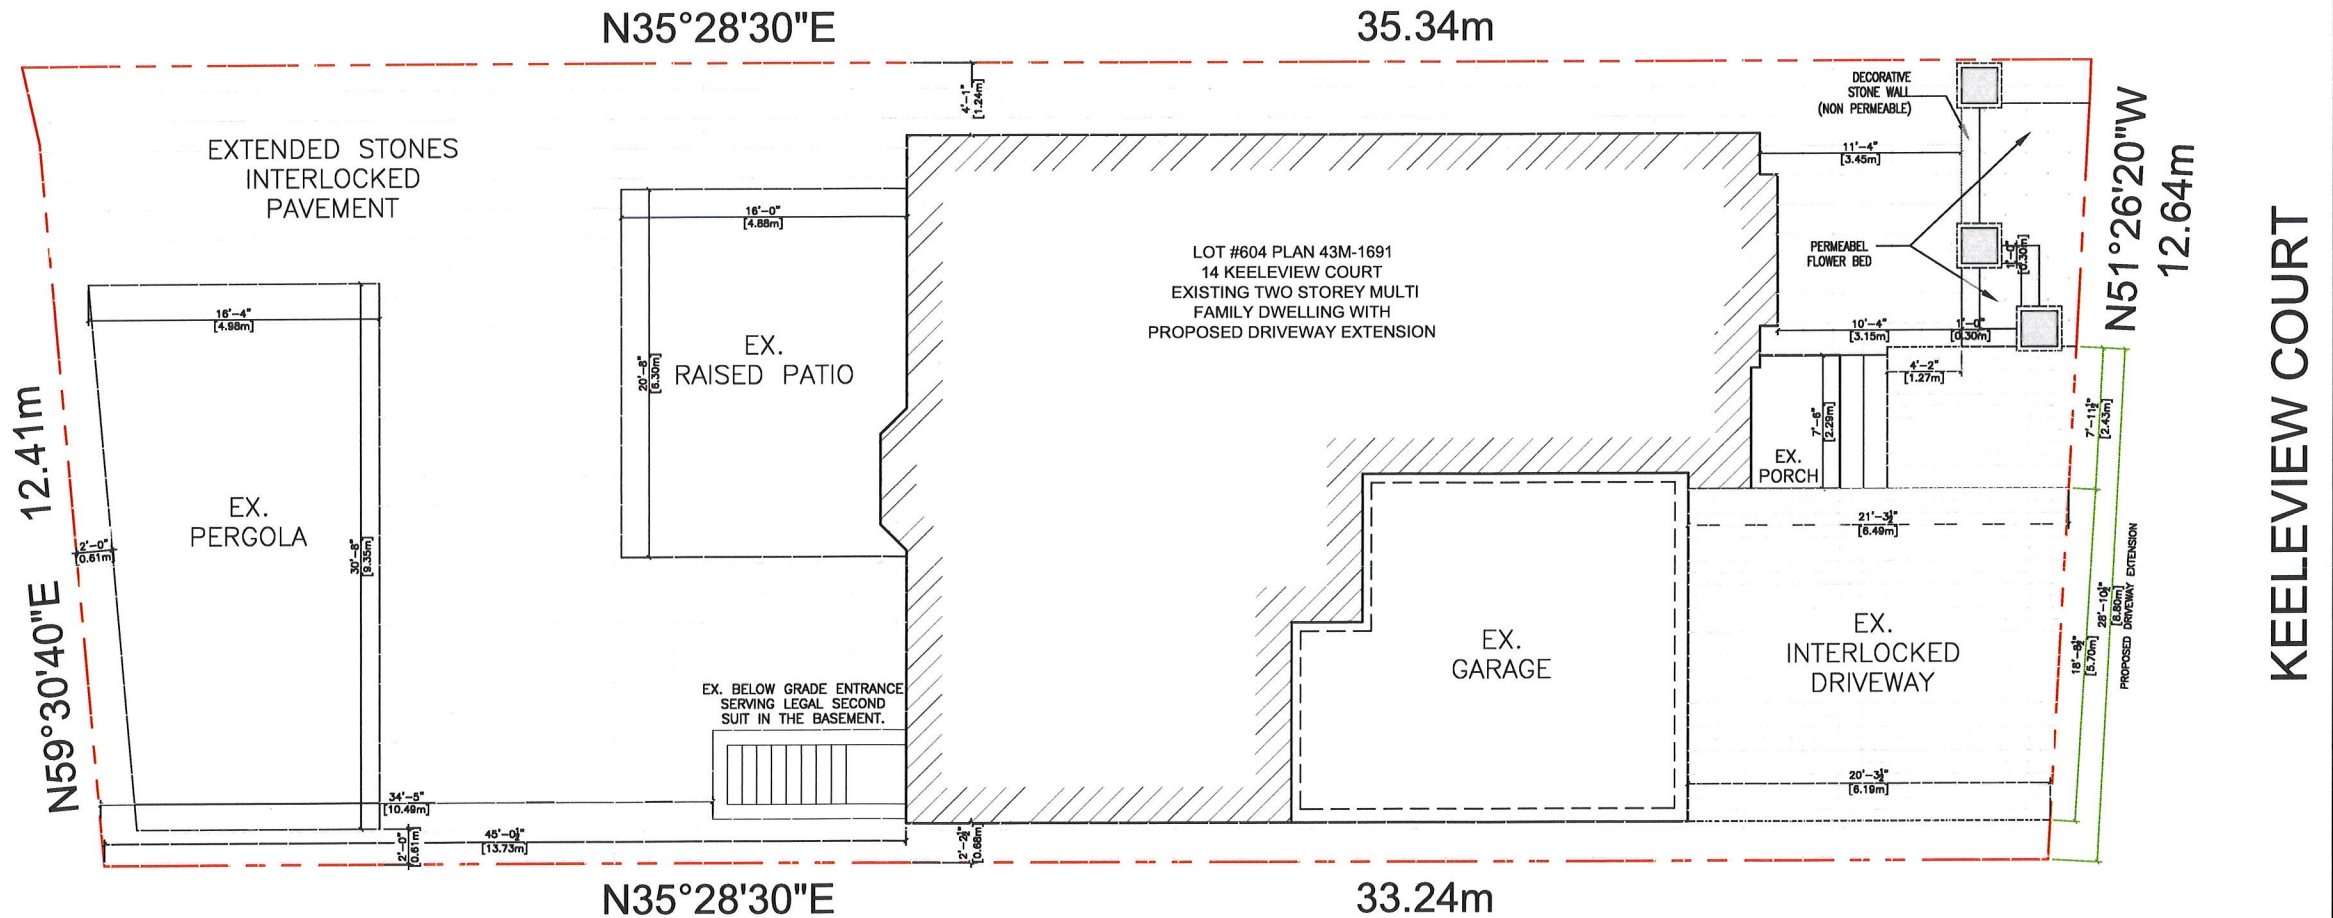 N35°28'30"E
35.34m
4'-1"
[1.24m]
DECORATIVE
STONE WALL
(NON PERMEABLE)
EXTENDED STONES
INTERLOCKED
PAVEMENT
11'-4"
[3.45m]
N51°26'20"W
12.64m
16'-0"
[4.88m]
LOT #604 PLAN 43M-1691
14 KEELEVIEW COURT
EXISTING TWO STOREY MULTI
FAMILY DWELLING WITH
PROPOSED DRIVEWAY EXTENSION
PERMEABEL
FLOWER BED
1'-0"
[0.30m]
KEELEVIEW COURT
16'-4"
[4.98m]
10'-4"
[3.15m]
1'-0"
[0.30m]
EX.
RAISED PATIO
20'-8"
[6.30m]
4'-2"
[1.27m]
7'-6"
[2.29m]
7'-11½"
[2.43m]
EX.
PORCH
12.41m
N59°30'40"E
EX.
PERGOLA
2'-0"
[0.61m]
30'-8"
[9.35m]
21'-3½"
[6.49m]
EX.
GARAGE
EX.
INTERLOCKED
DRIVEWAY
28'-10½"
[8.80m]
PROPOSED DRIVEWAY EXTENSION
18'-8½"
[5.70m]
EX. BELOW GRADE ENTRANCE
SERVING LEGAL SECOND
SUIT IN THE BASEMENT.
20'-3½"
[6.19m]
34'-5"
[10.49m]
45'-0½"
[13.73m]
2'-0"
[0.61m]
2'-2½"
[0.68m]
N35°28'30"E
33.24m